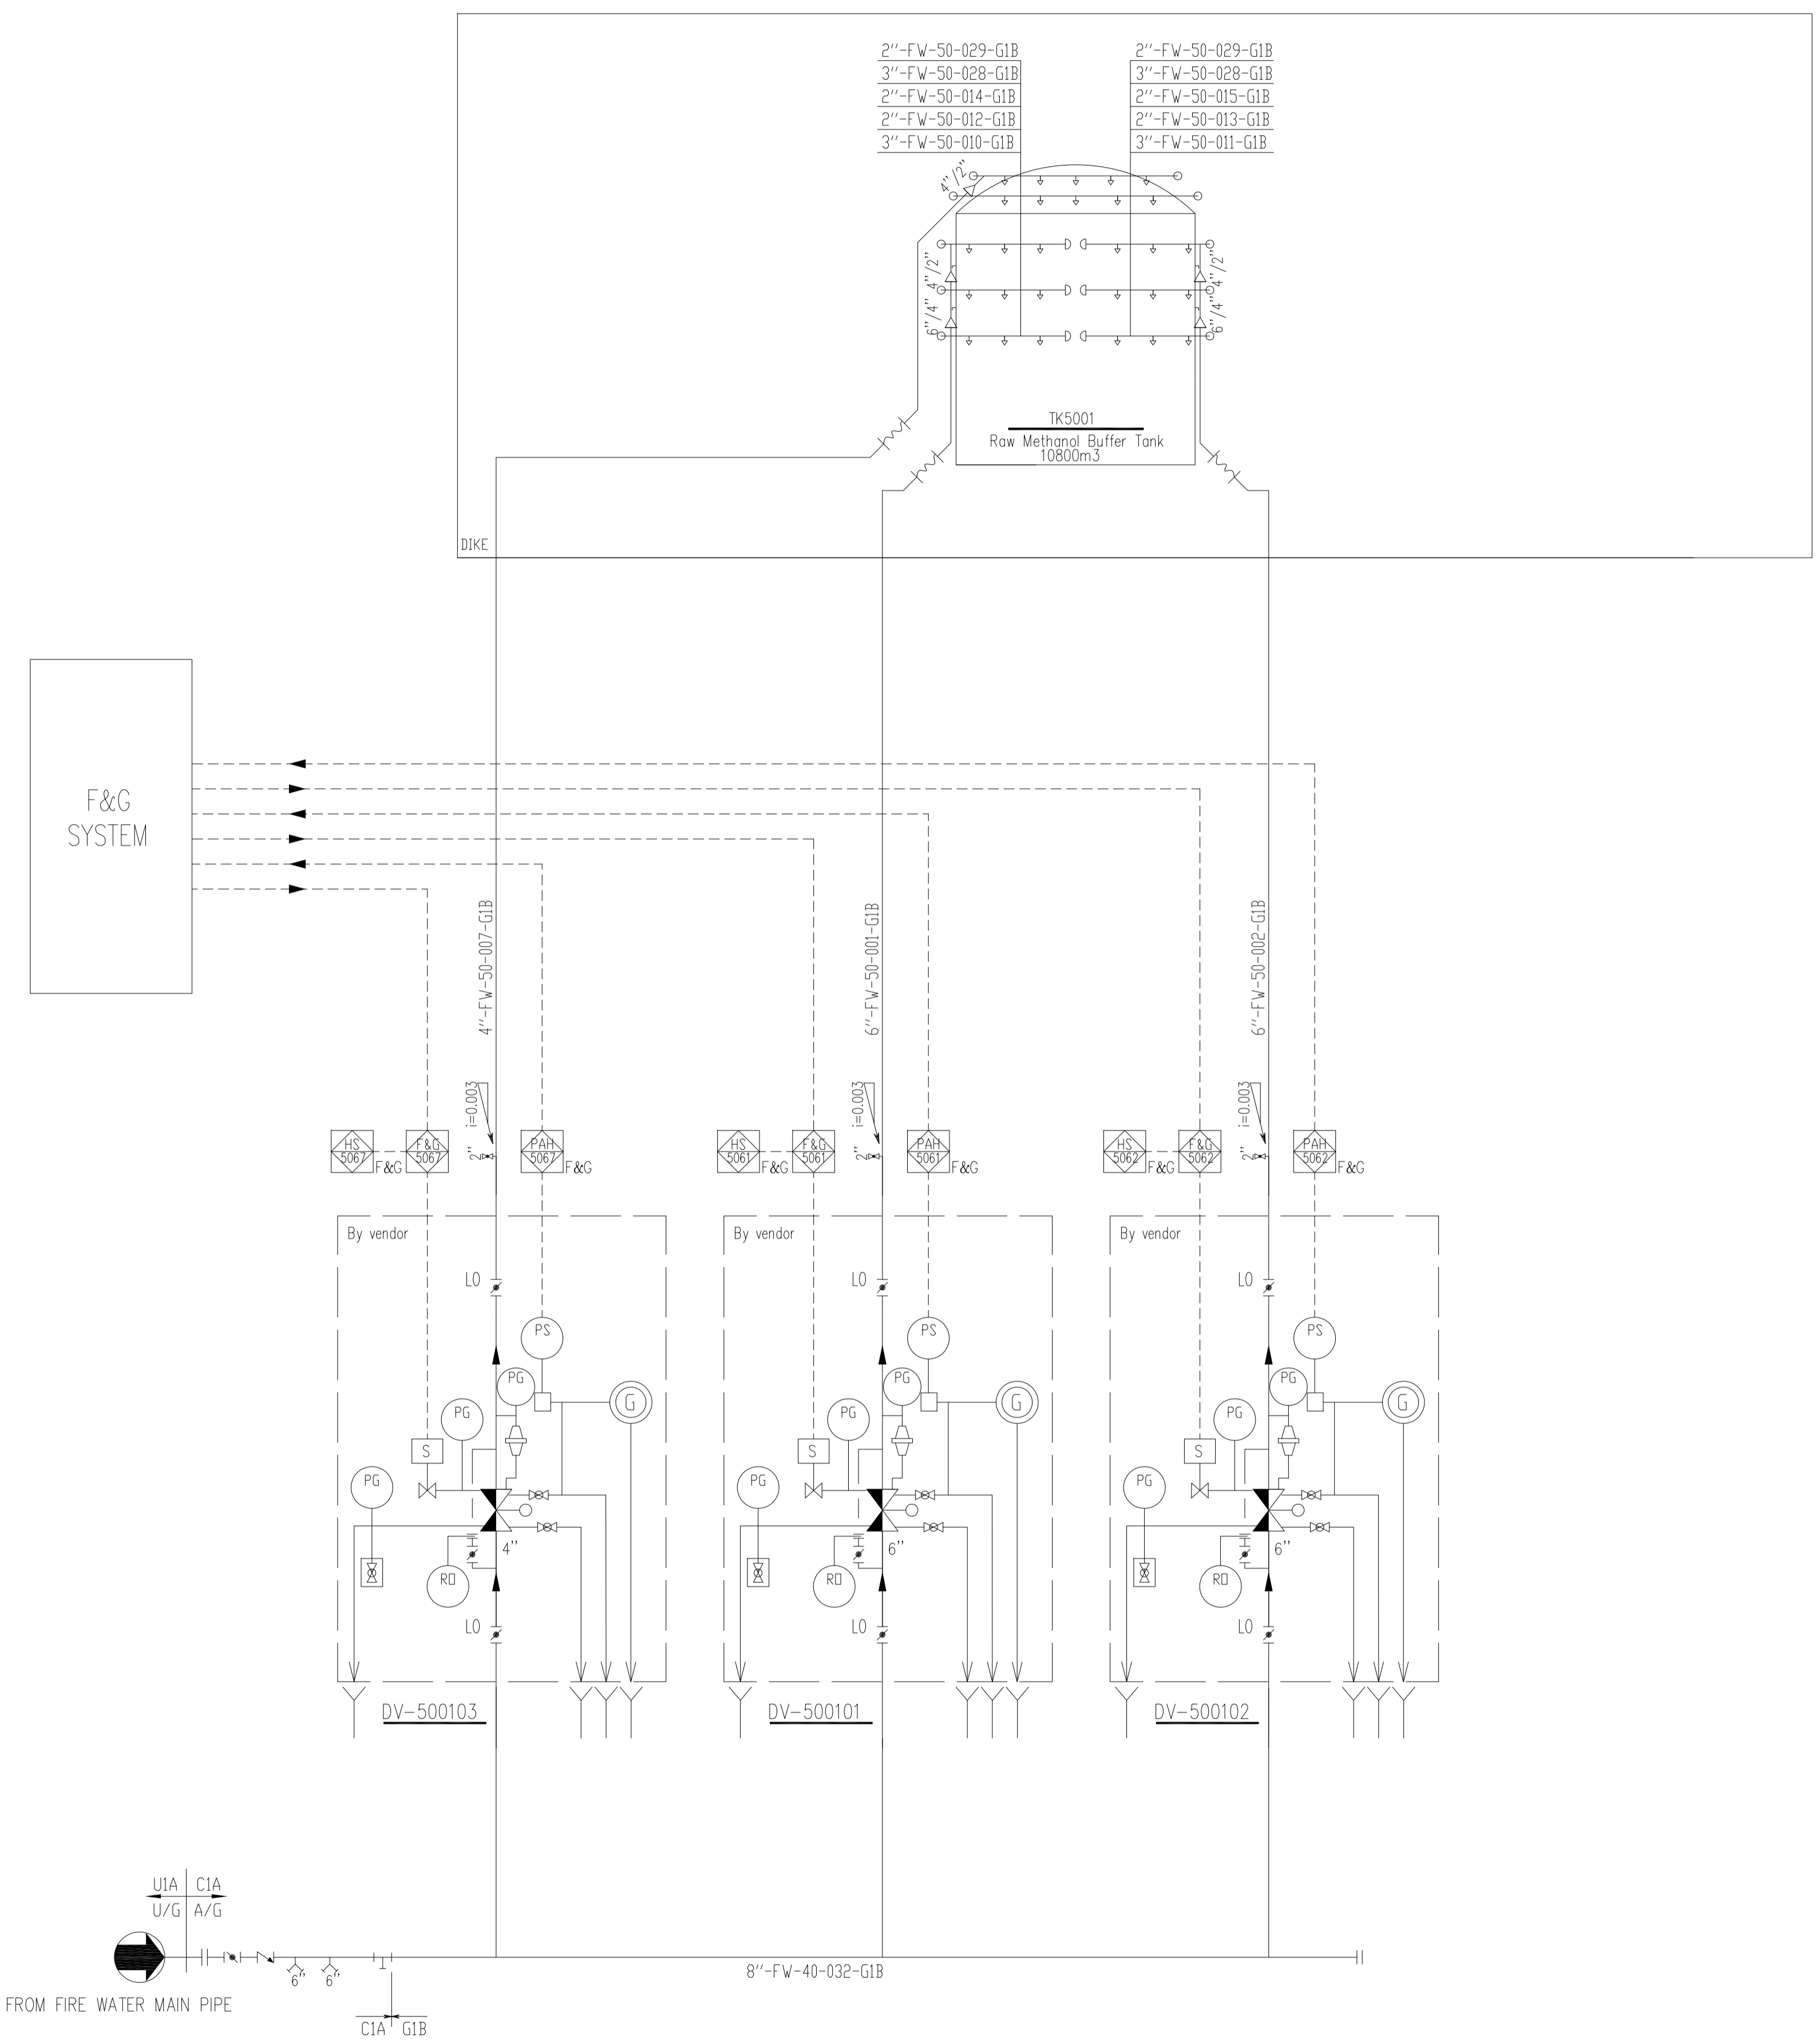 2''-FW-50-029-G1B
3''-FW-50-028-G1B
2''-FW-50-014-G1B
2''-FW-50-012-G1B
3''-FW-50-010-G1B
2''-FW-50-029-G1B
3''-FW-50-028-G1B
2''-FW-50-015-G1B
2''-FW-50-013-G1B
3''-FW-50-011-G1B
4"/2"
4"/2"
6"/4"
4"/2"
6"/4"
TK5001
Raw Methanol Buffer Tank
10800m3
DIKE
F&G
SYSTEM
4''-FW-50-007-G1B
6''-FW-50-001-G1B
6''-FW-50-002-G1B
i=0.003
2"
i=0.003
2"
i=0.003
2"
HS
5067
F&G
F&G
5067
PAH
5067
F&G
HS
5061
F&G
F&G
5061
PAH
5061
F&G
HS
5062
F&G
F&G
5062
PAH
5062
F&G
By vendor
LO
PS
PG
PG
G
S
PG
4''
RO
LO
DV-500103
By vendor
LO
PS
PG
PG
G
S
PG
6''
RO
LO
DV-500101
By vendor
LO
PS
PG
PG
G
S
PG
6''
RO
LO
DV-500102
U1A C1A
U/G A/G
6"
6"
8''-FW-40-032-G1B
FROM FIRE WATER MAIN PIPE
C1A G1B